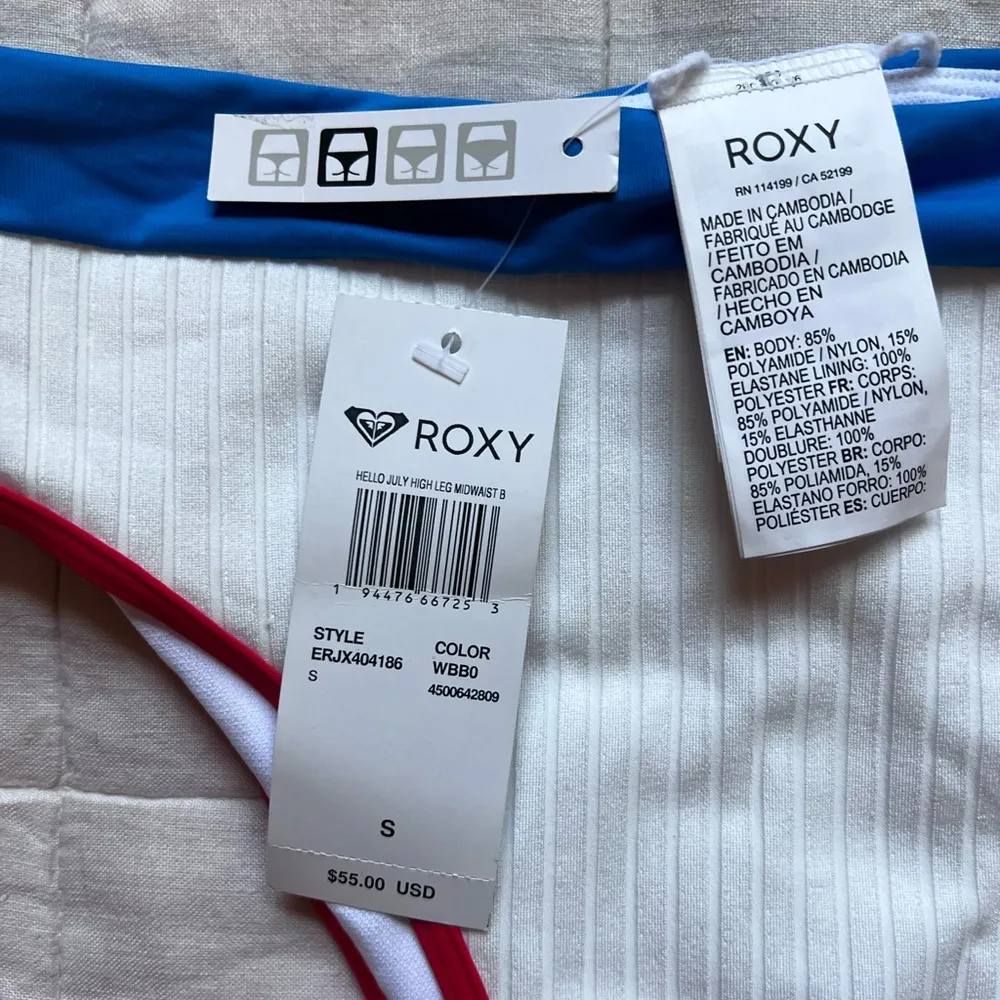 ROXY
RN 114199 / CA 52199
MADE IN CAMBODIA /
FABRIQUÉ AU CAMBODGE
/ FEITO EM
CAMBODIA /
FABRICADO EN CAMBODIA
/ HECHO EN
CAMBOYA
EN: BODY: 85%
POLYAMIDE / NYLON, 15%
ELASTANE LINING: 100%
POLYESTER FR: CORPS:
85% POLYAMIDE / NYLON,
15% ELASTHANNE
DOUBLURE: 100%
POLYESTER BR: CORPO:
85% POLIAMIDA, 15%
ELASTANO FORRO: 100%
POLIÉSTER ES: CUERPO:
ROXY
HELLO JULY HIGH LEG MIDWAIST B
1 94476 66725 3
STYLE
ERJX404186
S
COLOR
WBB0
4500642809
S
$55.00 USD